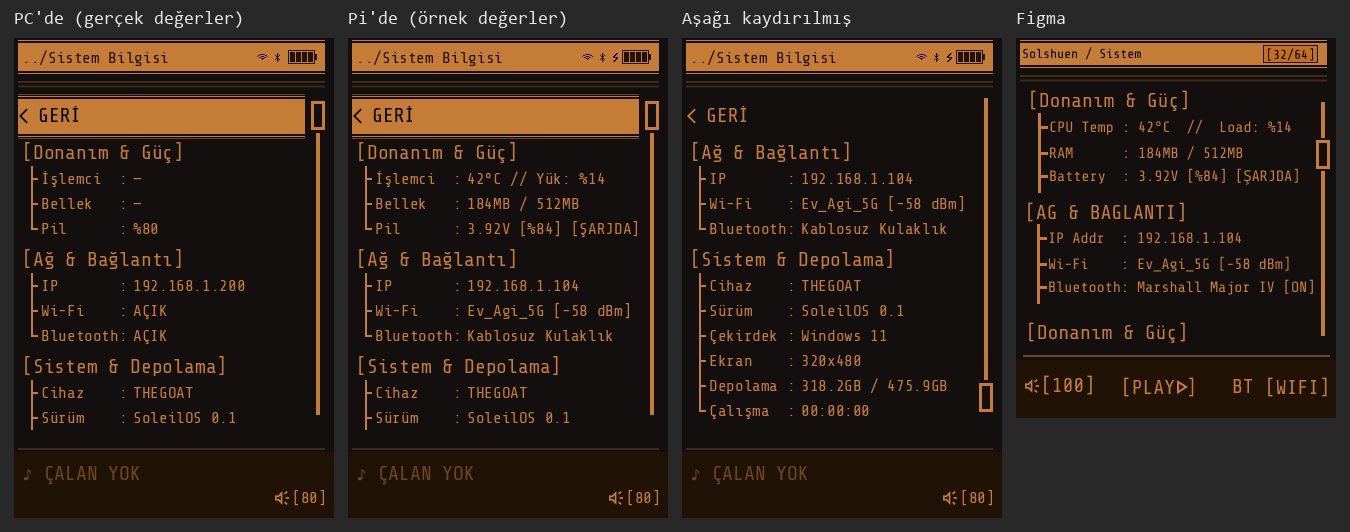 PC'de (gerçek değerler)
../Sistem Bilgisi
< GERİ
[Donanım & Güç]
İşlemci : —
Bellek : —
Pil : %80
[Ağ & Bağlantı]
IP : 192.168.1.200
Wi-Fi : AÇIK
Bluetooth: AÇIK
[Sistem & Depolama]
Cihaz : THEGOAT
Sürüm : SoleilOS 0.1
♪ ÇALAN YOK
[80]
Pi'de (örnek değerler)
../Sistem Bilgisi
< GERİ
[Donanım & Güç]
İşlemci : 42°C // Yük: %14
Bellek : 184MB / 512MB
Pil : 3.92V [%84] [ŞARJDA]
[Ağ & Bağlantı]
IP : 192.168.1.104
Wi-Fi : Ev_Agi_5G [-58 dBm]
Bluetooth: Kablosuz Kulaklık
[Sistem & Depolama]
Cihaz : THEGOAT
Sürüm : SoleilOS 0.1
♪ ÇALAN YOK
[80]
Aşağı kaydırılmış
../Sistem Bilgisi
< GERİ
[Ağ & Bağlantı]
IP : 192.168.1.104
Wi-Fi : Ev_Agi_5G [-58 dBm]
Bluetooth: Kablosuz Kulaklık
[Sistem & Depolama]
Cihaz : THEGOAT
Sürüm : SoleilOS 0.1
Çekirdek : Windows 11
Ekran : 320x480
Depolama : 318.2GB / 475.9GB
Çalışma : 00:00:00
♪ ÇALAN YOK
[80]
Figma
Solshuen / Sistem [32/64]
[Donanım & Güç]
CPU Temp : 42°C // Load: %14
RAM : 184MB / 512MB
Battery : 3.92V [%84] [ŞARJDA]
[AG & BAGLANTI]
IP Addr : 192.168.1.104
Wi-Fi : Ev_Agi_5G [-58 dBm]
Bluetooth: Marshall Major IV [ON]
[Donanım & Güç]
[100] [PLAY▷] BT [WIFI]